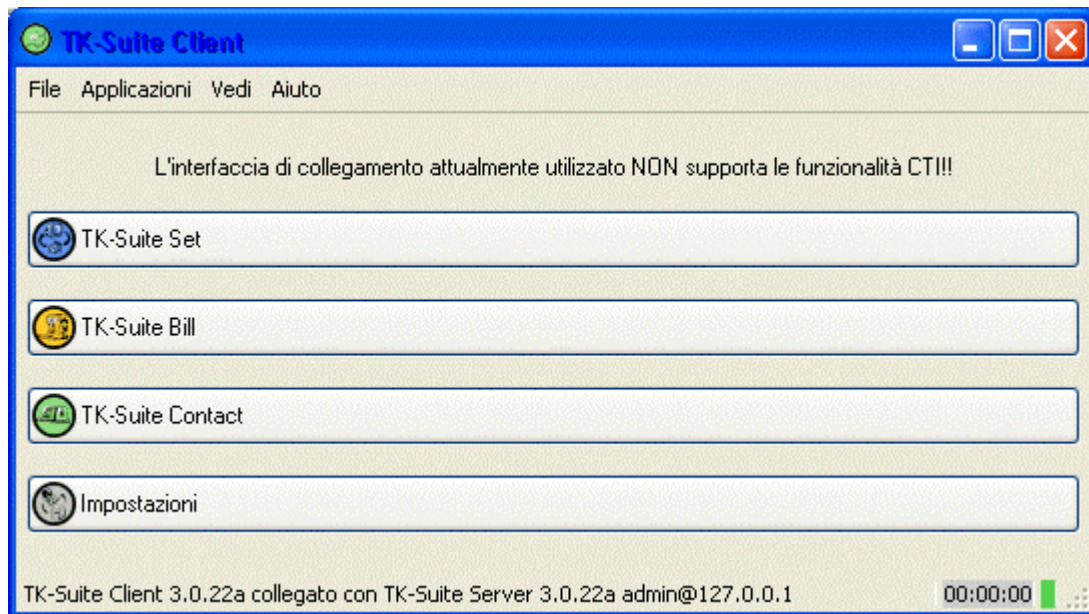 TK-Suite Client
File Applicazioni Vedi Aiuto
L'interfaccia di collegamento attualmente utilizzato NON supporta le funzionalità CTI!!
TK-Suite Set
TK-Suite Bill
TK-Suite Contact
Impostazioni
TK-Suite Client 3.0.22a collegato con TK-Suite Server 3.0.22a admin@127.0.0.1 00:00:00